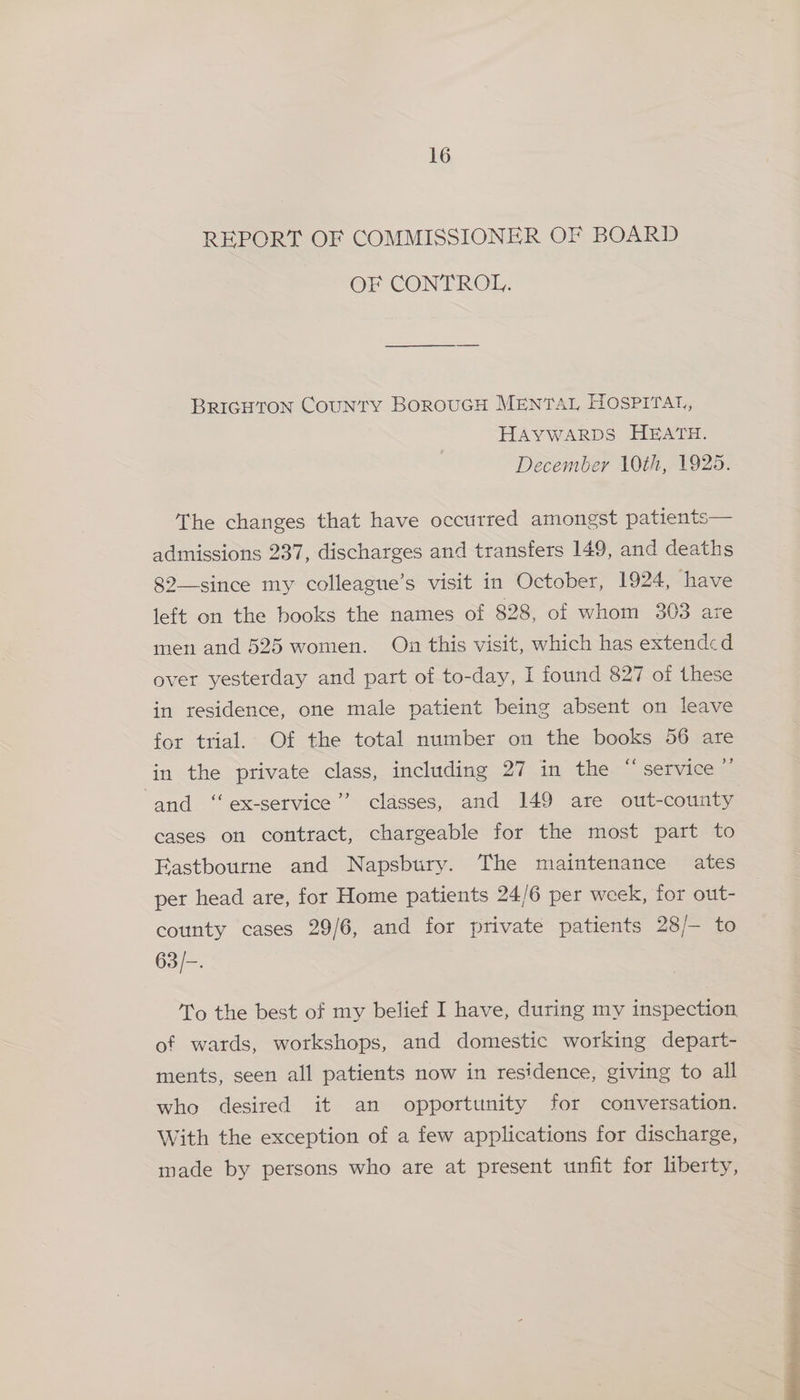 16
REPORT OF COMMISSIONER OF BOARD
OF CONTROL.
BRIGHTON COUNTY BOROUGH MENTAL HOSPITAL,
HAYWARDS HEATH.
December 10th, 1925.
The changes that have occurred amongst patients—
admissions 237, discharges and transfers 149, and deaths
82—since my colleague's visit in October, 1924, have
left on the books the names of 828, of whom 303 are
men and 525 women. On this visit, which has extended
over yesterday and part of to-day, I found 827 of these
in residence, one male patient being absent on leave
for trial. Of the total number on the books 56 are
in the private class, including 27 in the “ service ”
and “ ex-service ” classes, and 149 are out-county
cases on contract, chargeable for the most part to
Eastbourne and Napsbury. The maintenance ates
per head are, for Home patients 24/6 per week, for out-
county cases 29/6, and for private patients 28/– to
63/–.
To the best of my belief I have, during my inspection
of wards, workshops, and domestic working depart-
ments, seen all patients now in residence, giving to all
who desired it an opportunity for conversation.
With the exception of a few applications for discharge,
made by persons who are at present unfit for liberty,